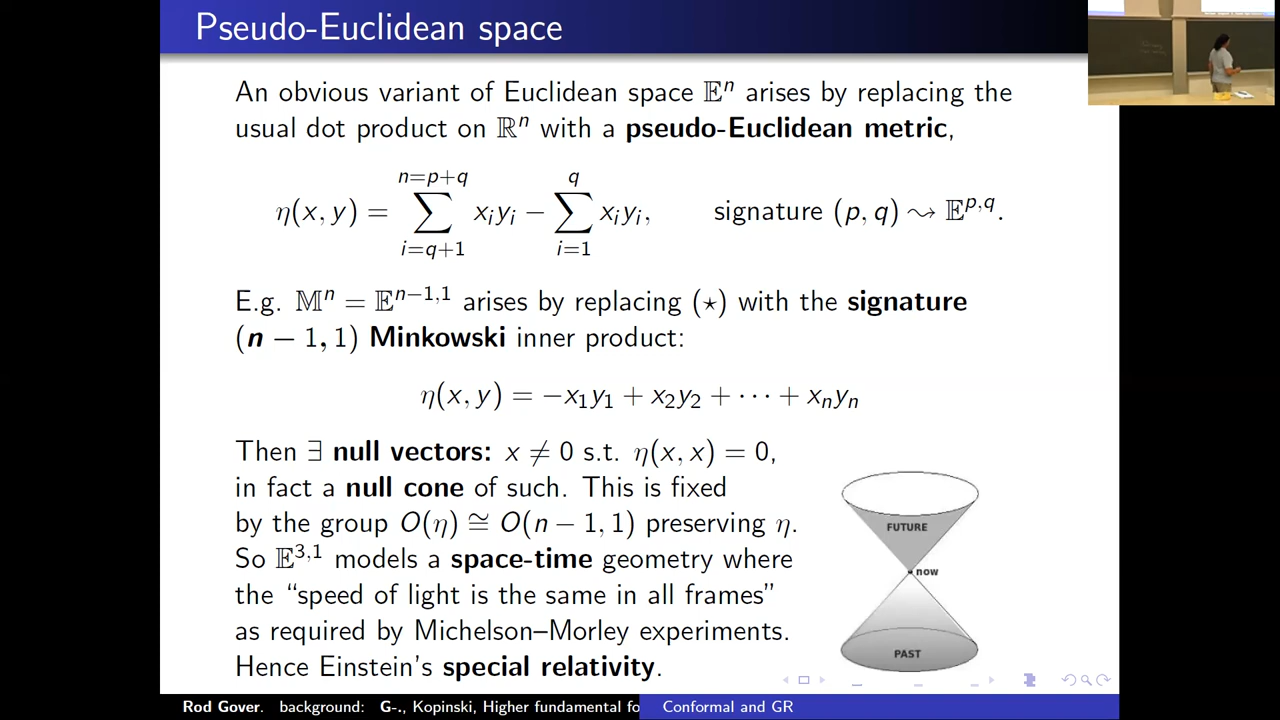 Pseudo-Euclidean space
An obvious variant of Euclidean space 𝔼ⁿ arises by replacing the
usual dot product on ℝⁿ with a pseudo-Euclidean metric,
n=p+q q
η(x, y) = ∑ xᵢyᵢ − ∑ xᵢyᵢ, signature (p, q) ⇝ 𝔼^{p,q}.
i=q+1 i=1
E.g. 𝕄ⁿ = 𝔼^{n−1,1} arises by replacing (⋆) with the signature
(n − 1, 1) Minkowski inner product:
η(x, y) = −x₁y₁ + x₂y₂ + ⋯ + xₙyₙ
Then ∃ null vectors: x ≠ 0 s.t. η(x, x) = 0,
in fact a null cone of such. This is fixed
by the group O(η) ≅ O(n − 1, 1) preserving η.
So 𝔼^{3,1} models a space-time geometry where
the “speed of light is the same in all frames”
as required by Michelson–Morley experiments.
Hence Einstein's special relativity.
FUTURE
now
PAST
Rod Gover. background: G-., Kopinski, Higher fundamental fo
Conformal and GR